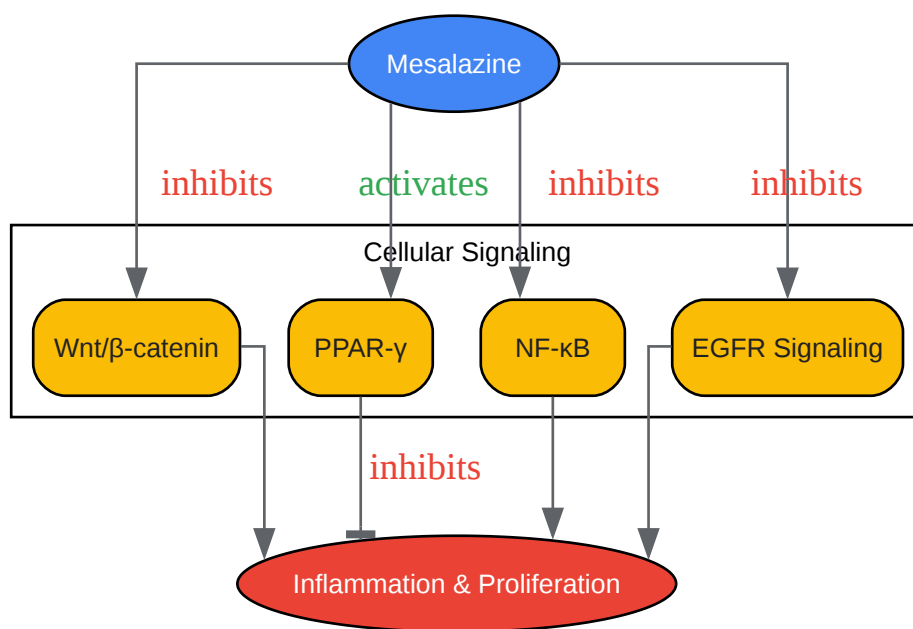 Mesalazine
inhibits
activates
inhibits
inhibits
Cellular Signaling
Wnt/β-catenin
PPAR-γ
NF-κB
EGFR Signaling
inhibits
Inflammation & Proliferation